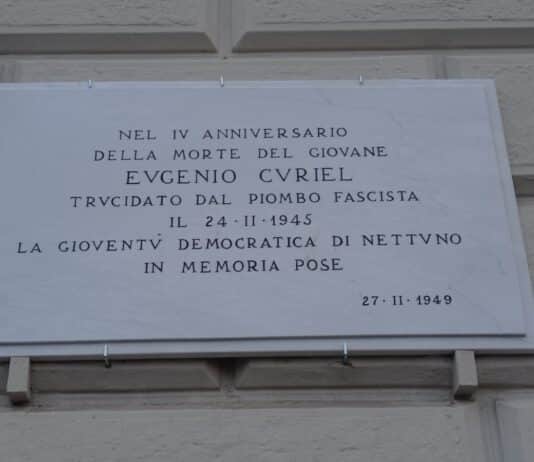 NEL IV ANNIVERSARIO
DELLA MORTE DEL GIOVANE
EVGENIO CVRIEL
TRVCIDATO DAL PIOMBO FASCISTA
IL 24·II·1945
LA GIOVENTV̀ DEMOCRATICA DI NETTVNO
IN MEMORIA POSE
27·II·1949